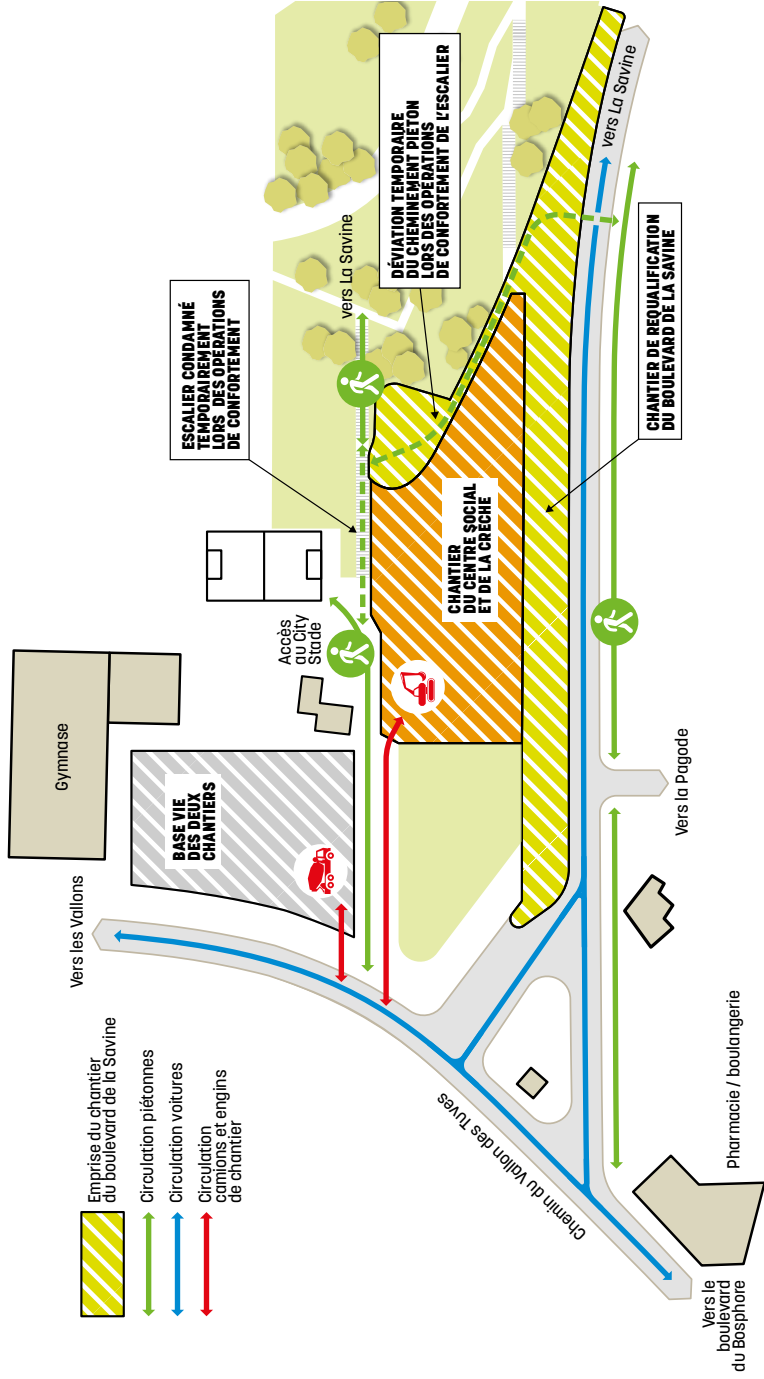 Emprise du chantier
du boulevard de la Savine
Circulation piétonnes
Circulation voitures
Circulation
camions et engins
de chantier
Vers les Vallons
Gymnase
BASE VIE
DES DEUX
CHANTIERS
Accès
au City
Stade
ESCALIER CONDAMNÉ
TEMPORAIREMENT
LORS DES OPÉRATIONS
DE CONFORTEMENT
vers La Savine
DÉVIATION TEMPORAIRE
DU CHEMINEMENT PIÉTON
LORS DES OPÉRATIONS
DE CONFORTEMENT DE L'ESCALIER
CHANTIER
DU CENTRE SOCIAL
ET DE LA CRÈCHE
vers La Savine
CHANTIER DE REQUALIFICATION
DU BOULEVARD DE LA SAVINE
Chemin du Vallon des Tuves
Vers la Pagode
Pharmacie / boulangerie
Vers le
boulevard
du Bosphore